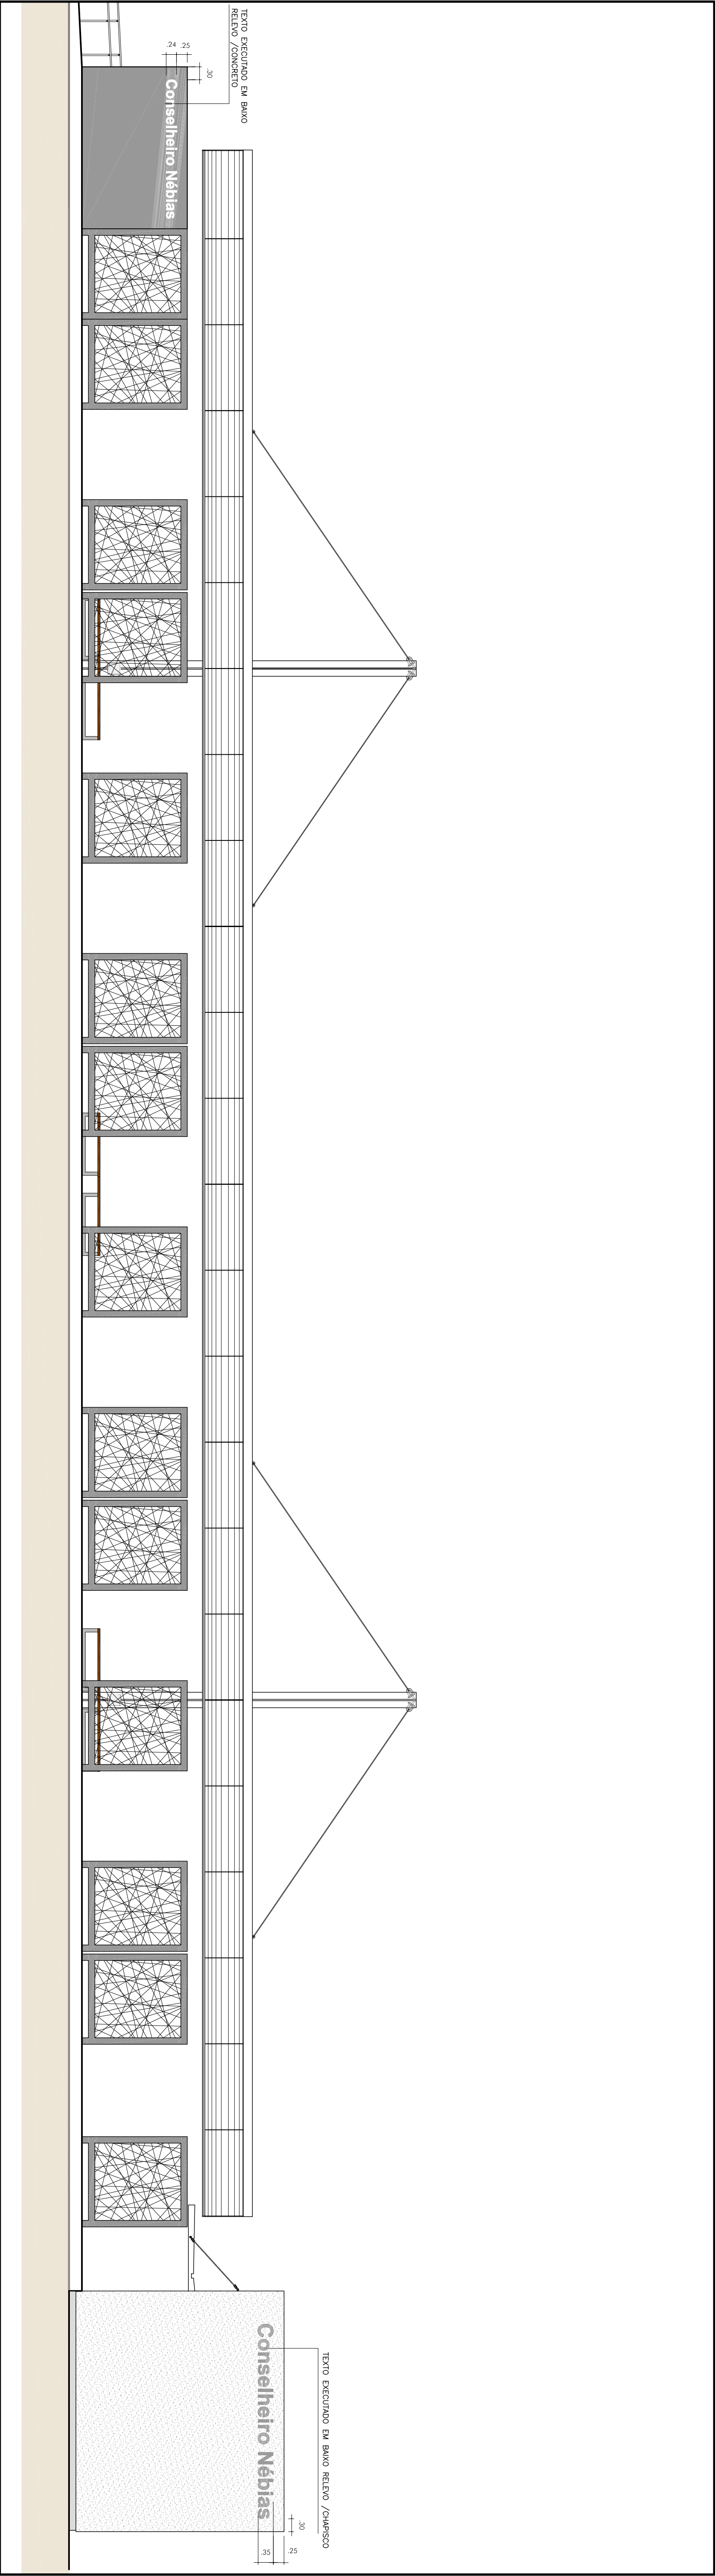 TEXTO EXECUTADO EM BAIXO
RELEVO /CONCRETO
.24
.25
.30
Conselheiro Nébias
TEXTO EXECUTADO EM BAIXO RELEVO /CHAPISCO
Conselheiro Nébias
.30
.35
.25